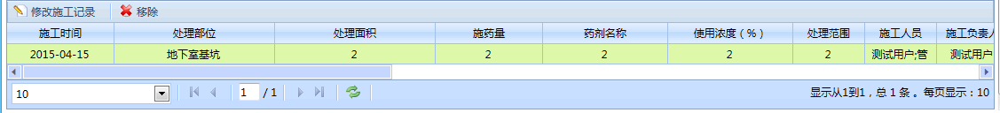 修改施工记录 移除
施工时间 处理部位 处理面积 施药量 药剂名称 使用浓度（%） 处理范围 施工人员 施工负责人
2015-04-15 地下室基坑 2 2 2 2 2 测试用户;管 测试用户
10 1 / 1 显示从1到1，总 1 条 。每页显示：10